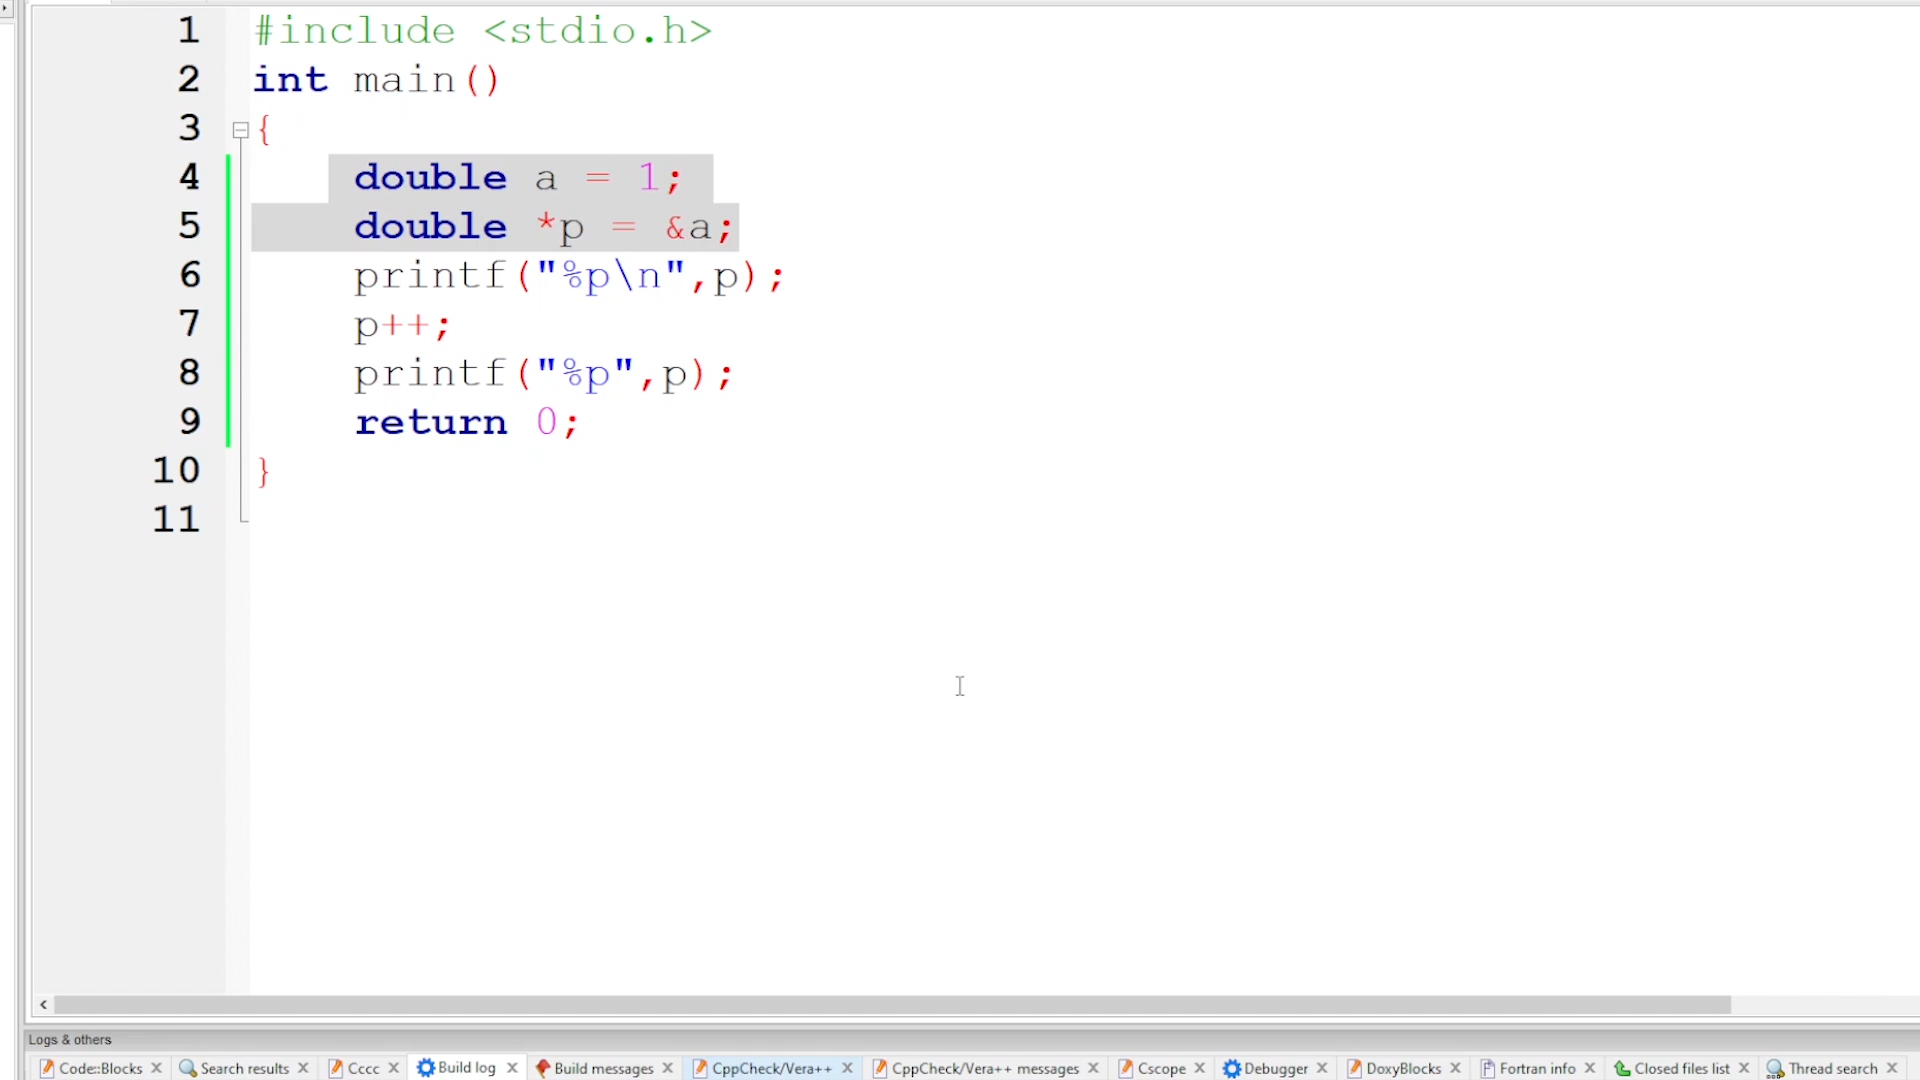 1 #include <stdio.h>
2 int main()
3 {
4 double a = 1;
5 double *p = &a;
6 printf("%p\n",p);
7 p++;
8 printf("%p",p);
9 return 0;
10 }
11
Logs & others
Code::Blocks Search results Cccc Build log Build messages CppCheck/Vera++ CppCheck/Vera++ messages Cscope Debugger DoxyBlocks Fortran info Closed files list Thread search